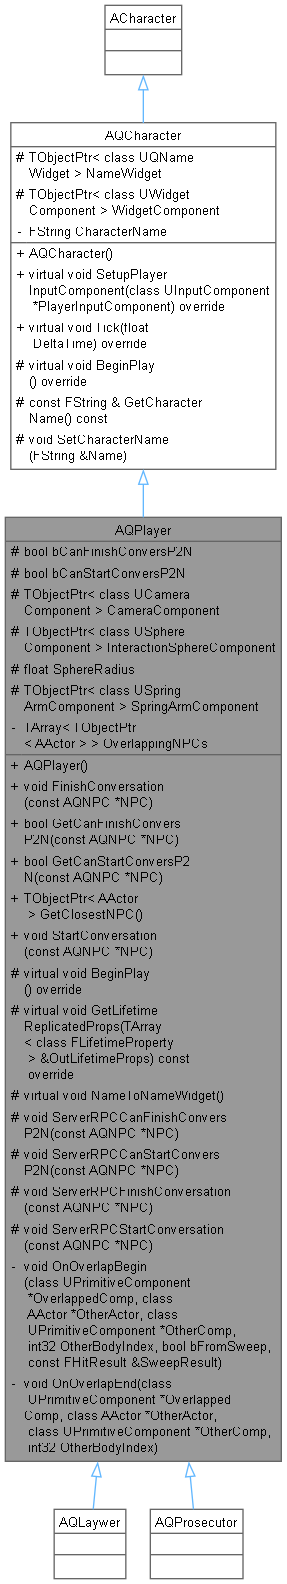 ACharacter
AQCharacter
# TObjectPtr< class UQName
Widget > NameWidget
# TObjectPtr< class UWidget
Component > WidgetComponent
- FString CharacterName
+ AQCharacter()
+ virtual void SetupPlayer
InputComponent(class UInputComponent
*PlayerInputComponent) override
+ virtual void Tick(float
DeltaTime) override
# virtual void BeginPlay
() override
# const FString & GetCharacter
Name() const
# void SetCharacterName
(FString &Name)
AQPlayer
# bool bCanFinishConversP2N
# bool bCanStartConversP2N
# TObjectPtr< class UCamera
Component > CameraComponent
# TObjectPtr< class USphere
Component > InteractionSphereComponent
# float SphereRadius
# TObjectPtr< class USpring
ArmComponent > SpringArmComponent
- TArray< TObjectPtr
< AActor > > OverlappingNPCs
+ AQPlayer()
+ void FinishConversation
(const AQNPC *NPC)
+ bool GetCanFinishConvers
P2N(const AQNPC *NPC)
+ bool GetCanStartConversP2
N(const AQNPC *NPC)
+ TObjectPtr< AActor
> GetClosestNPC()
+ void StartConversation
(const AQNPC *NPC)
# virtual void BeginPlay
() override
# virtual void GetLifetime
ReplicatedProps(TArray
< class FLifetimeProperty
> &OutLifetimeProps) const
override
# virtual void NameToNameWidget()
# void ServerRPCCanFinishConvers
P2N(const AQNPC *NPC)
# void ServerRPCCanStartConvers
P2N(const AQNPC *NPC)
# void ServerRPCFinishConversation
(const AQNPC *NPC)
# void ServerRPCStartConversation
(const AQNPC *NPC)
- void OnOverlapBegin
(class UPrimitiveComponent
*OverlappedComp, class
AActor *OtherActor, class
UPrimitiveComponent *OtherComp,
int32 OtherBodyIndex, bool bFromSweep,
const FHitResult &SweepResult)
- void OnOverlapEnd(class
UPrimitiveComponent *Overlapped
Comp, class AActor *OtherActor,
class UPrimitiveComponent *OtherComp,
int32 OtherBodyIndex)
AQLaywer
AQProsecutor